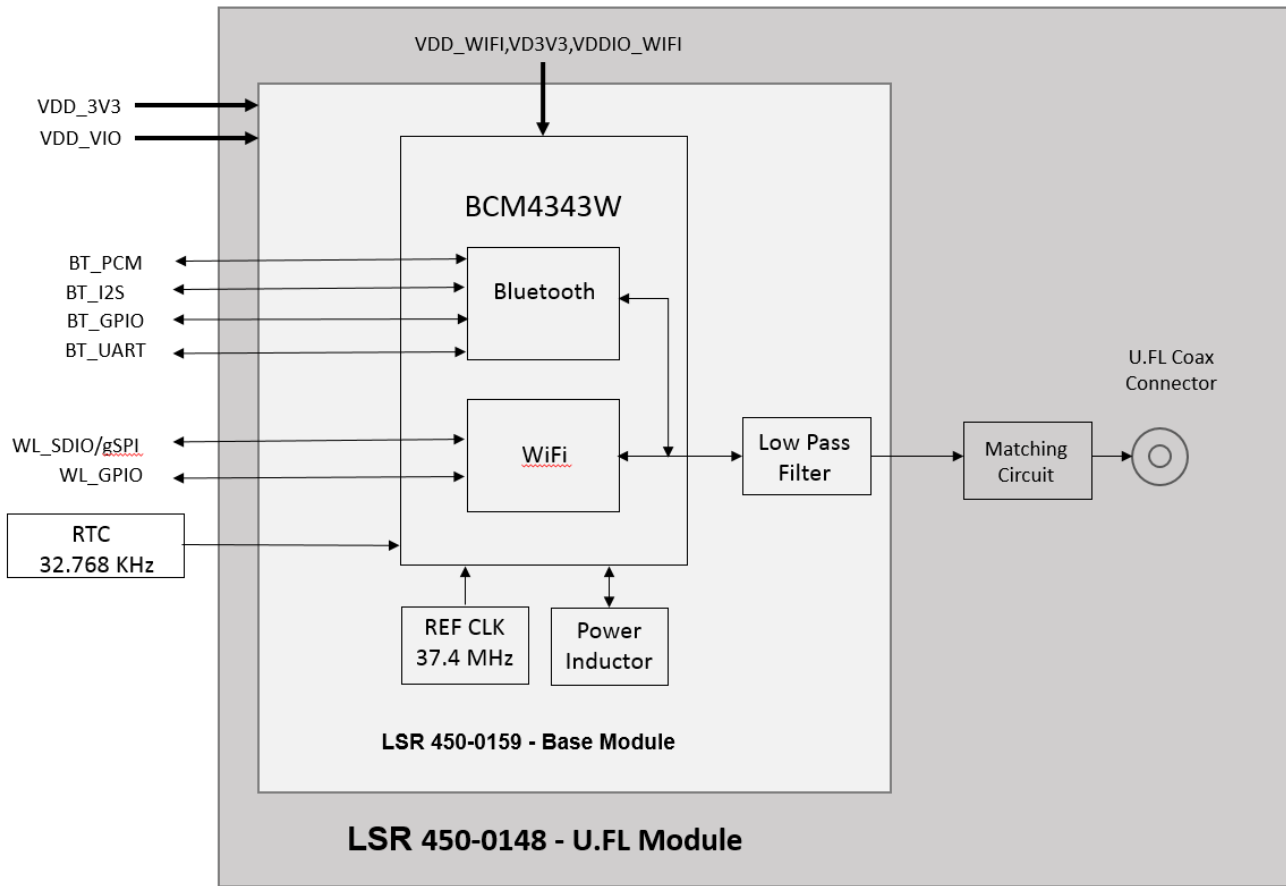 VDD_WIFI,VD3V3,VDDIO_WIFI
VDD_3V3
VDD_VIO
BCM4343W
BT_PCM
BT_I2S
BT_GPIO
BT_UART
Bluetooth
U.FL Coax
Connector
WL_SDIO/gSPI
WL_GPIO
WiFi
Low Pass
Filter
Matching
Circuit
RTC
32.768 KHz
REF CLK
37.4 MHz
Power
Inductor
LSR 450-0159 - Base Module
LSR 450-0148 - U.FL Module